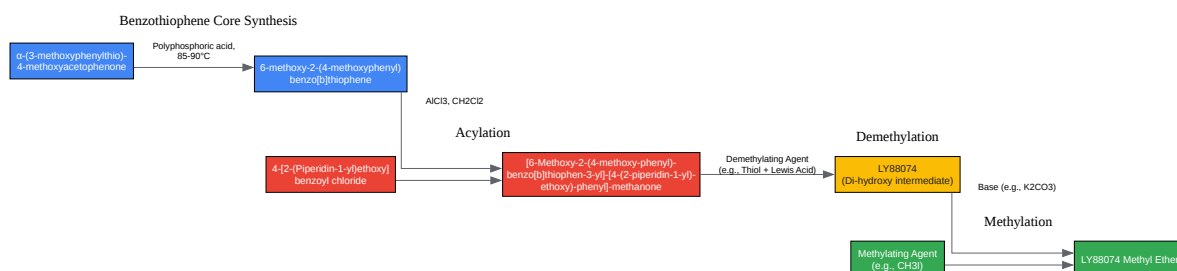 Benzothiophene Core Synthesis
α-(3-methoxyphenylthio)-
4-methoxyacetophenone
Polyphosphoric acid,
85-90°C
6-methoxy-2-(4-methoxyphenyl)
benzo[b]thiophene
AlCl3, CH2Cl2
Acylation
4-[2-(Piperidin-1-yl)ethoxy]
benzoyl chloride
[6-Methoxy-2-(4-methoxy-phenyl)-
benzo[b]thiophen-3-yl]-[4-(2-piperidin-1-yl)-
ethoxy)-phenyl]-methanone
Demethylating Agent
(e.g., Thiol + Lewis Acid)
Demethylation
LY88074
(Di-hydroxy intermediate)
Base (e.g., K2CO3)
Methylation
Methylating Agent
(e.g., CH3I)
LY88074 Methyl Ether